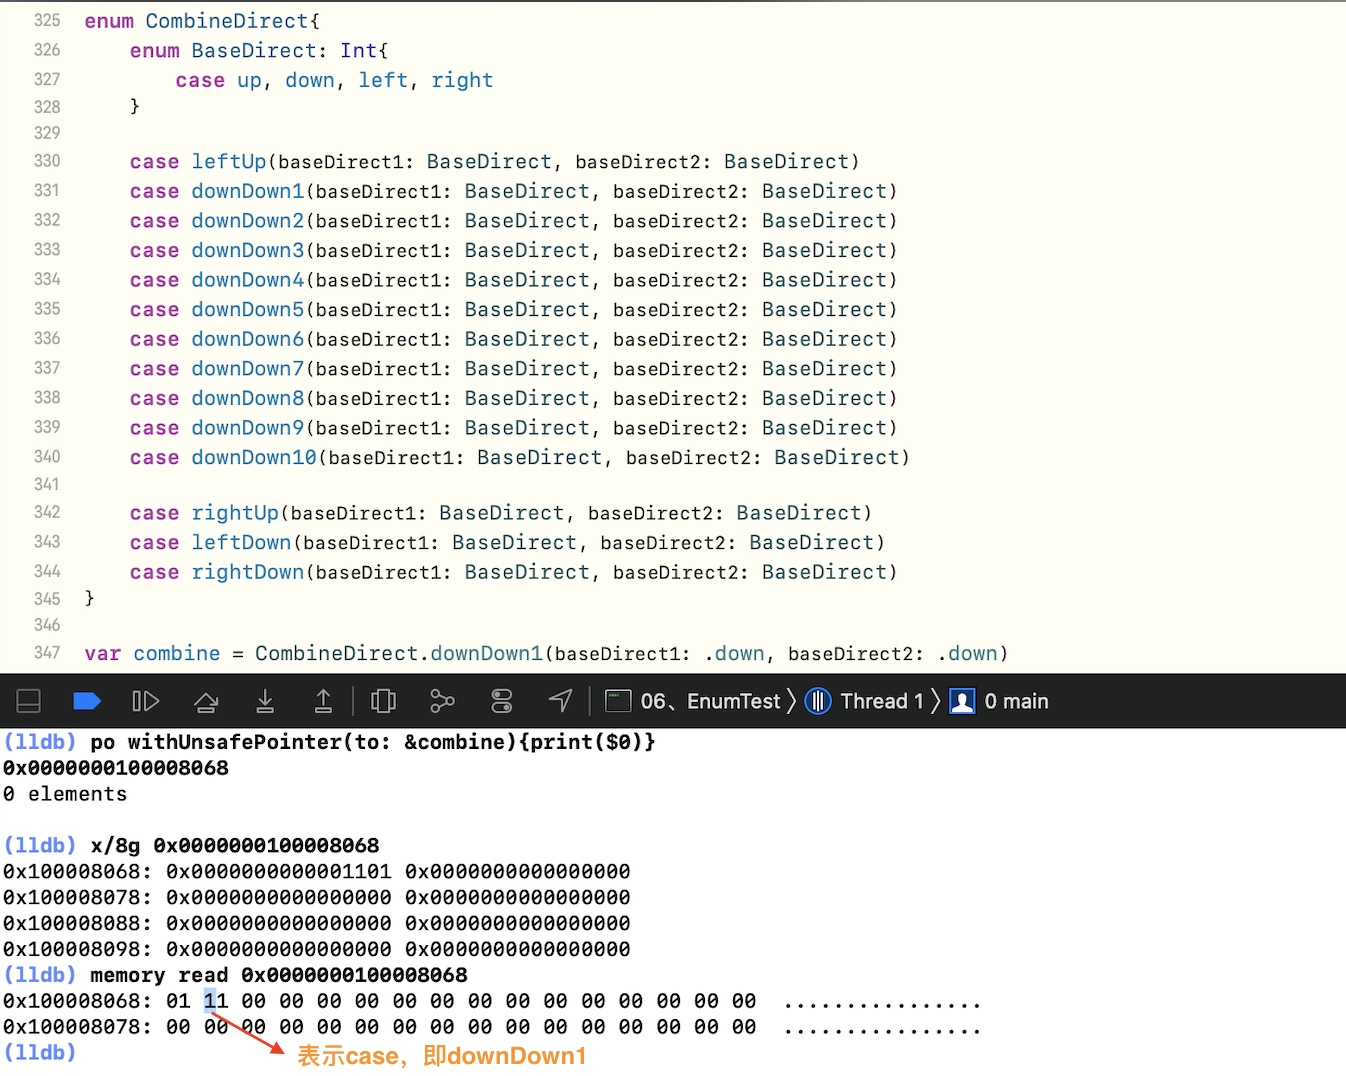 325 enum CombineDirect{
326 enum BaseDirect: Int{
327 case up, down, left, right
328 }
329
330 case leftUp(baseDirect1: BaseDirect, baseDirect2: BaseDirect)
331 case downDown1(baseDirect1: BaseDirect, baseDirect2: BaseDirect)
332 case downDown2(baseDirect1: BaseDirect, baseDirect2: BaseDirect)
333 case downDown3(baseDirect1: BaseDirect, baseDirect2: BaseDirect)
334 case downDown4(baseDirect1: BaseDirect, baseDirect2: BaseDirect)
335 case downDown5(baseDirect1: BaseDirect, baseDirect2: BaseDirect)
336 case downDown6(baseDirect1: BaseDirect, baseDirect2: BaseDirect)
337 case downDown7(baseDirect1: BaseDirect, baseDirect2: BaseDirect)
338 case downDown8(baseDirect1: BaseDirect, baseDirect2: BaseDirect)
339 case downDown9(baseDirect1: BaseDirect, baseDirect2: BaseDirect)
340 case downDown10(baseDirect1: BaseDirect, baseDirect2: BaseDirect)
341
342 case rightUp(baseDirect1: BaseDirect, baseDirect2: BaseDirect)
343 case leftDown(baseDirect1: BaseDirect, baseDirect2: BaseDirect)
344 case rightDown(baseDirect1: BaseDirect, baseDirect2: BaseDirect)
345 }
346
347 var combine = CombineDirect.downDown1(baseDirect1: .down, baseDirect2: .down)
06、EnumTest 〉 Thread 1 〉 0 main
(lldb) po withUnsafePointer(to: &combine){print($0)}
0x0000000100008068
0 elements
(lldb) x/8g 0x0000000100008068
0x100008068: 0x0000000000001101 0x0000000000000000
0x100008078: 0x0000000000000000 0x0000000000000000
0x100008088: 0x0000000000000000 0x0000000000000000
0x100008098: 0x0000000000000000 0x0000000000000000
(lldb) memory read 0x0000000100008068
0x100008068: 01 11 00 00 00 00 00 00 00 00 00 00 00 00 00 00 ................
0x100008078: 00 00 00 00 00 00 00 00 00 00 00 00 00 00 00 00 ................
(lldb)
表示case，即downDown1